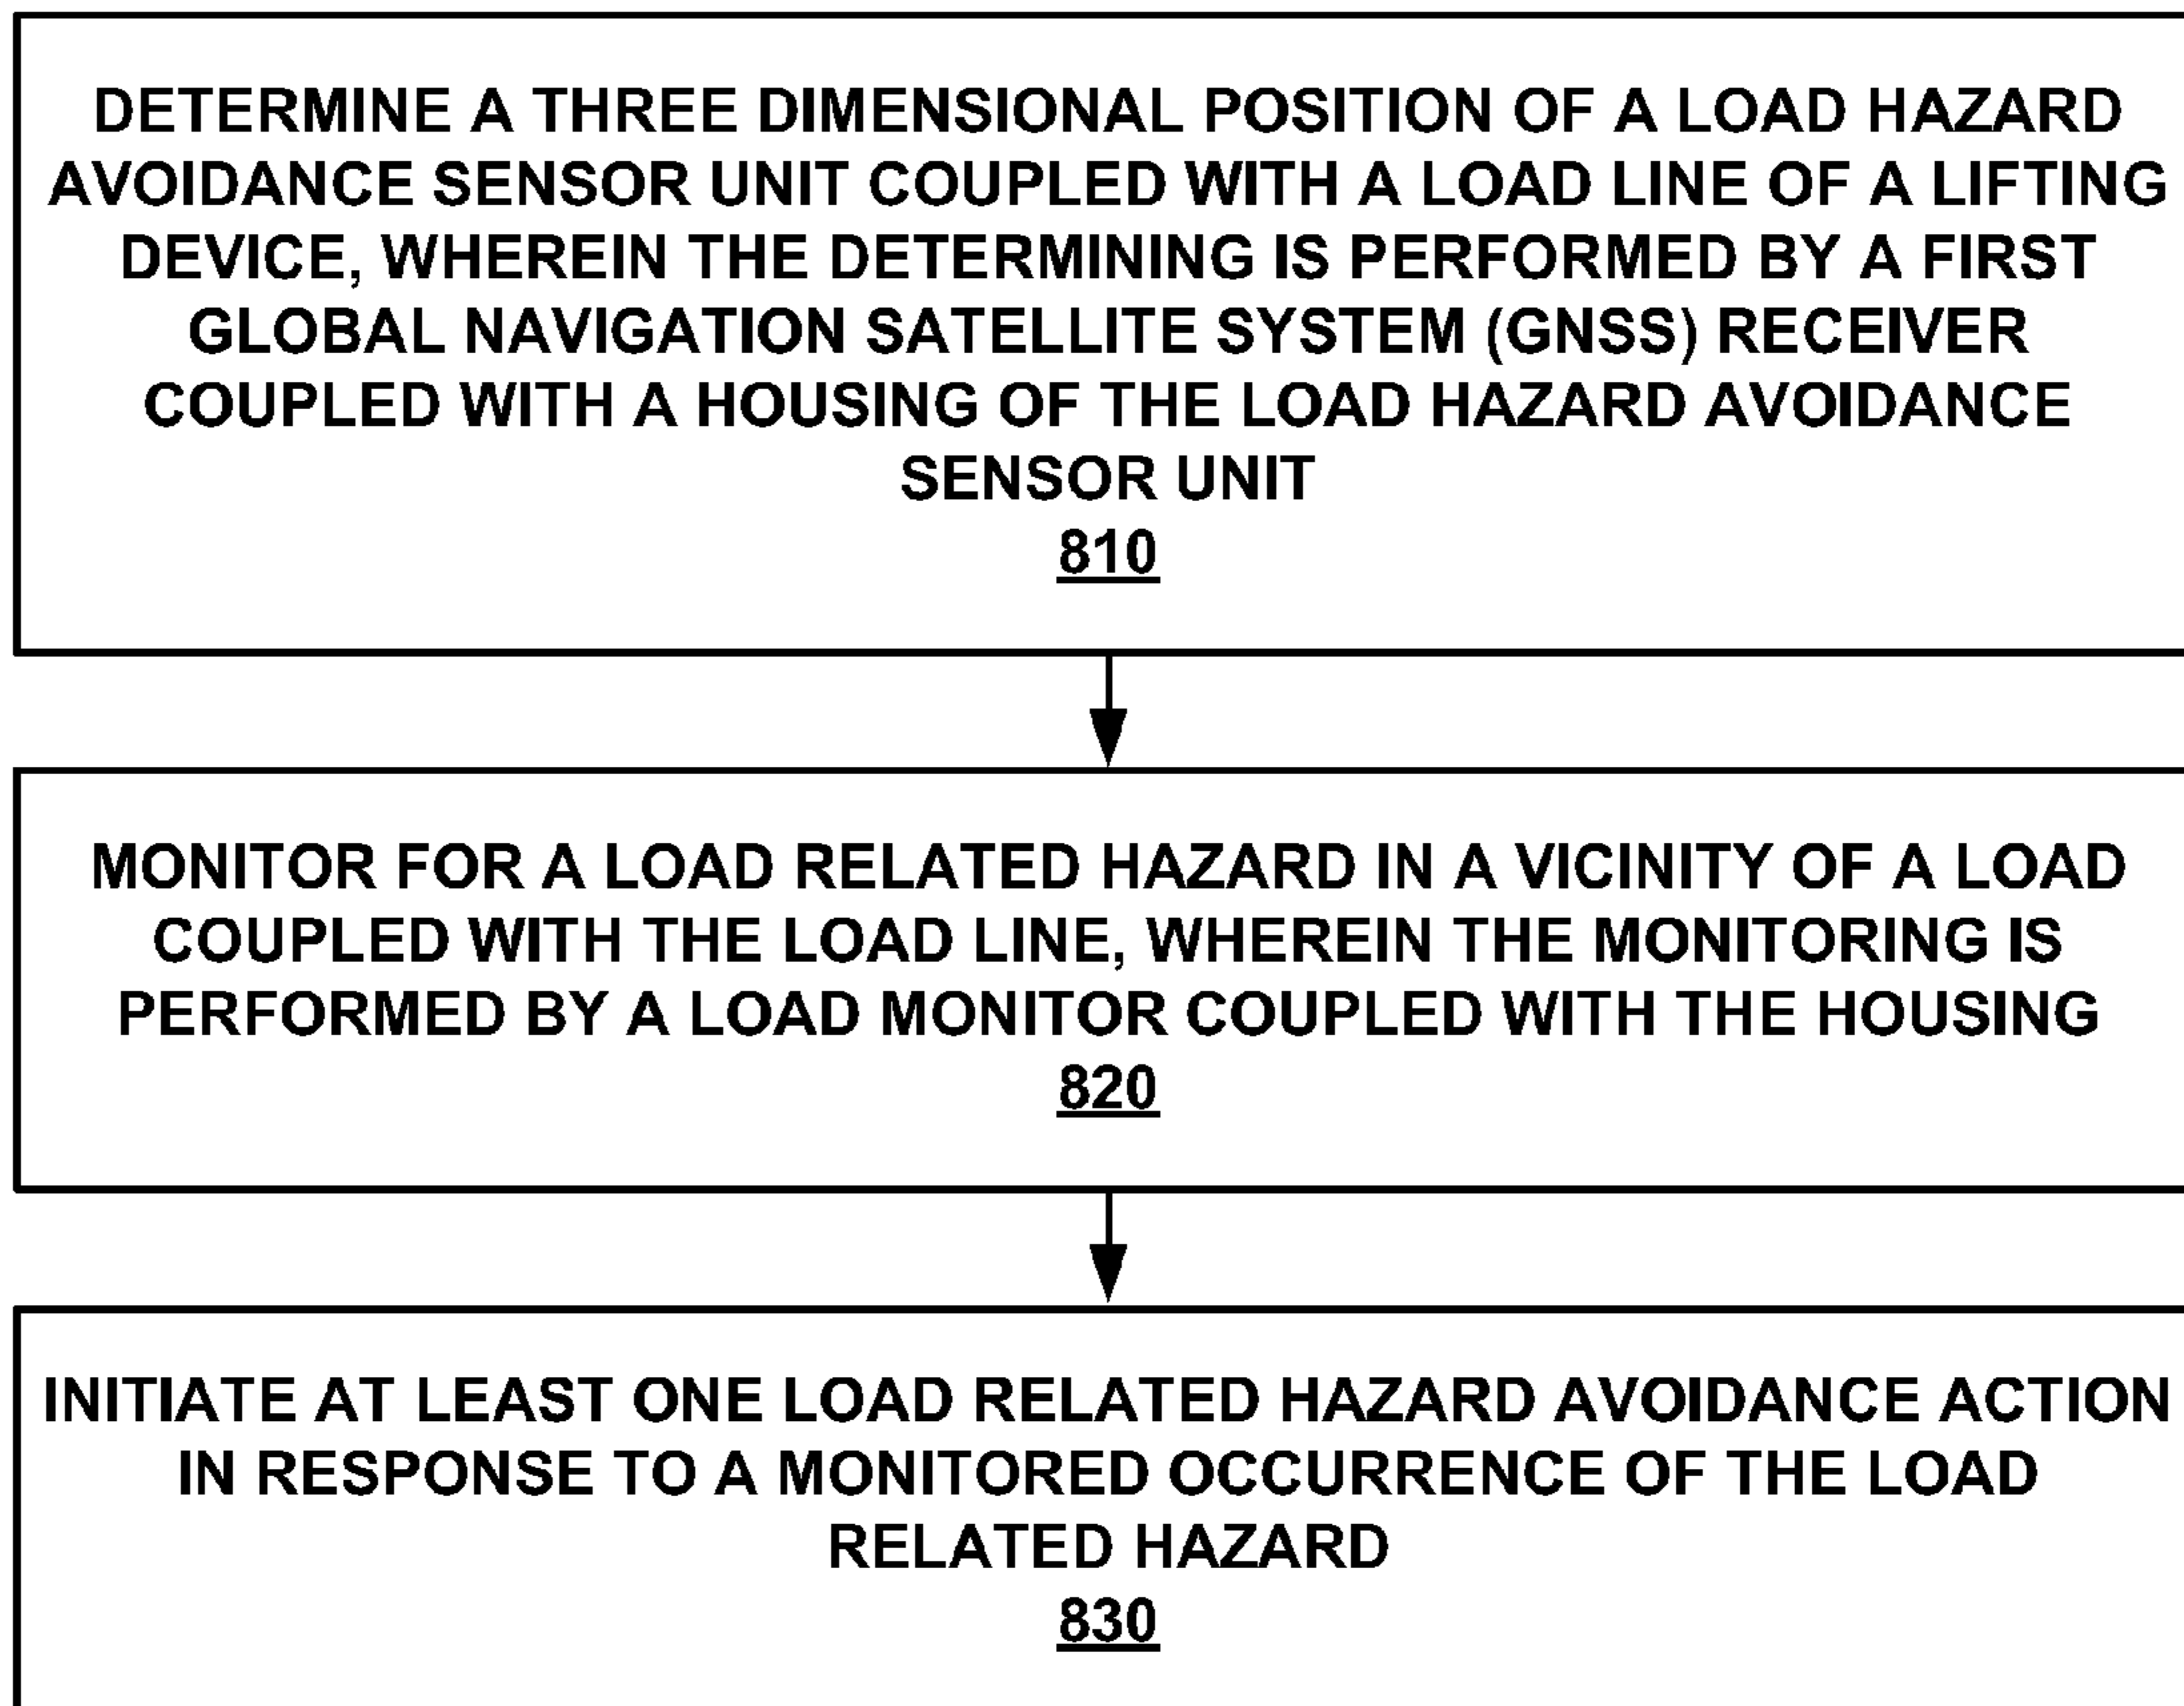 DETERMINE A THREE DIMENSIONAL POSITION OF A LOAD HAZARD
AVOIDANCE SENSOR UNIT COUPLED WITH A LOAD LINE OF A LIFTING
DEVICE, WHEREIN THE DETERMINING IS PERFORMED BY A FIRST
GLOBAL NAVIGATION SATELLITE SYSTEM (GNSS) RECEIVER
COUPLED WITH A HOUSING OF THE LOAD HAZARD AVOIDANCE
SENSOR UNIT
810
MONITOR FOR A LOAD RELATED HAZARD IN A VICINITY OF A LOAD
COUPLED WITH THE LOAD LINE, WHEREIN THE MONITORING IS
PERFORMED BY A LOAD MONITOR COUPLED WITH THE HOUSING
820
INITIATE AT LEAST ONE LOAD RELATED HAZARD AVOIDANCE ACTION
IN RESPONSE TO A MONITORED OCCURRENCE OF THE LOAD
RELATED HAZARD
830